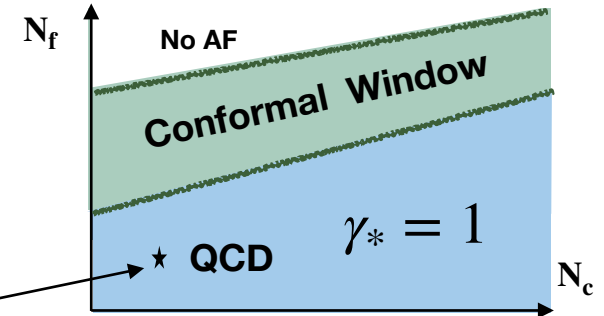 N_f
No AF
Conformal Window
γ_* = 1
QCD
N_c